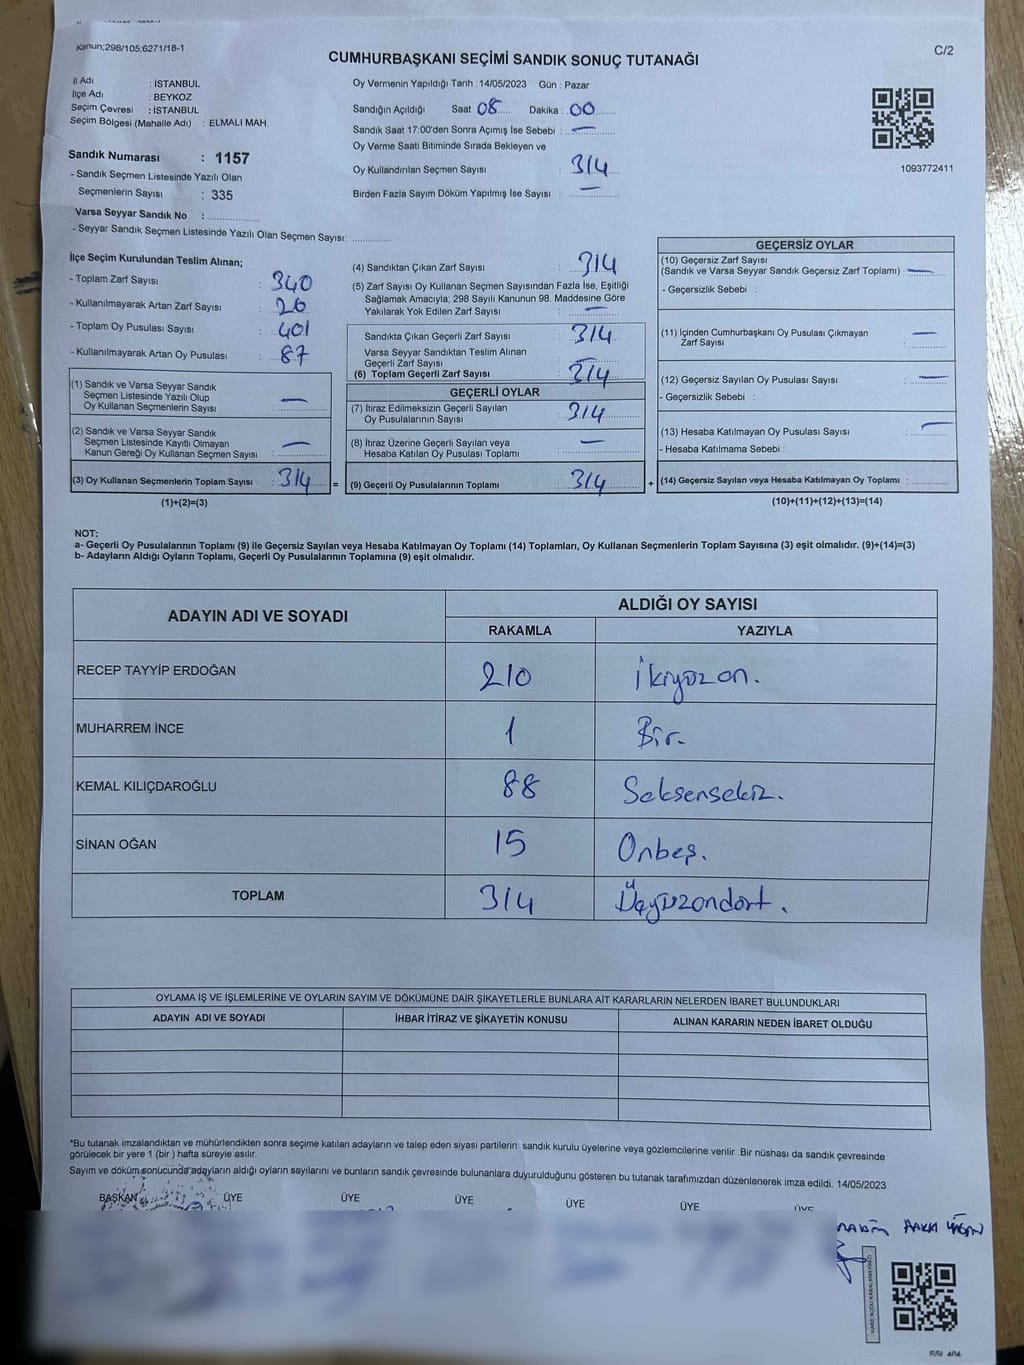 Kanun;298/105;6271/18-1
C/2
CUMHURBAŞKANI SEÇİMİ SANDIK SONUÇ TUTANAĞI
İl Adı : İSTANBUL
İlçe Adı : BEYKOZ
Seçim Çevresi : İSTANBUL
Seçim Bölgesi (Mahalle Adı) : ELMALI MAH.
Sandık Numarası : 1157
- Sandık Seçmen Listesinde Yazılı Olan
Seçmenlerin Sayısı : 335
Varsa Seyyar Sandık No :
- Seyyar Sandık Seçmen Listesinde Yazılı Olan Seçmen Sayısı:
Oy Vermenin Yapıldığı Tarih : 14/05/2023 Gün : Pazar
Sandığın Açıldığı Saat 08 Dakika : 00
Sandık Saat 17:00'den Sonra Açımış İse Sebebi : —
Oy Verme Saati Bitiminde Sırada Bekleyen ve
Oy Kullandırılan Seçmen Sayısı : 314
Birden Fazla Sayım Döküm Yapılmış İse Sayısı : —
1093772411
İlçe Seçim Kurulundan Teslim Alınan;
- Toplam Zarf Sayısı : 340
- Kullanılmayarak Artan Zarf Sayısı : 26
- Toplam Oy Pusulası Sayısı : 401
- Kullanılmayarak Artan Oy Pusulası : 87
(1) Sandık ve Varsa Seyyar Sandık
Seçmen Listesinde Yazılı Olup
Oy Kullanan Seçmenlerin Sayısı : —
(2) Sandık ve Varsa Seyyar Sandık
Seçmen Listesinde Kayıtlı Olmayan
Kanun Gereği Oy Kullanan Seçmen Sayısı : —
(3) Oy Kullanan Seçmenlerin Toplam Sayısı : 314 =
(1)+(2)=(3)
(4) Sandıktan Çıkan Zarf Sayısı : 314
(5) Zarf Sayısı Oy Kullanan Seçmen Sayısından Fazla İse, Eşitliği
Sağlamak Amacıyla, 298 Sayılı Kanunun 98. Maddesine Göre
Yakılarak Yok Edilen Zarf Sayısı : —
Sandıkta Çıkan Geçerli Zarf Sayısı : 314
Varsa Seyyar Sandıktan Teslim Alınan
Geçerli Zarf Sayısı : —
(6) Toplam Geçerli Zarf Sayısı : 314
GEÇERLİ OYLAR
(7) İtiraz Edilmeksizin Geçerli Sayılan
Oy Pusulalarının Sayısı : 314
(8) İtiraz Üzerine Geçerli Sayılan veya
Hesaba Katılan Oy Pusulası Toplamı : —
(9) Geçerli Oy Pusulalarının Toplamı : 314 +
GEÇERSİZ OYLAR
(10) Geçersiz Zarf Sayısı
(Sandık ve Varsa Seyyar Sandık Geçersiz Zarf Toplamı) : —
- Geçersizlik Sebebi :
(11) İçinden Cumhurbaşkanı Oy Pusulası Çıkmayan
Zarf Sayısı : —
(12) Geçersiz Sayılan Oy Pusulası Sayısı : —
- Geçersizlik Sebebi :
(13) Hesaba Katılmayan Oy Pusulası Sayısı : —
- Hesaba Katılmama Sebebi :
(14) Geçersiz Sayılan veya Hesaba Katılmayan Oy Toplamı :
(10)+(11)+(12)+(13)=(14)
NOT:
a- Geçerli Oy Pusulalarının Toplamı (9) ile Geçersiz Sayılan veya Hesaba Katılmayan Oy Toplamı (14) Toplamları, Oy Kullanan Seçmenlerin Toplam Sayısına (3) eşit olmalıdır. (9)+(14)=(3)
b- Adayların Aldığı Oyların Toplamı, Geçerli Oy Pusulalarının Toplamına (9) eşit olmalıdır.
ADAYIN ADI VE SOYADI
ALDIĞI OY SAYISI
RAKAMLA YAZIYLA
RECEP TAYYİP ERDOĞAN 210 İkiyüzon.
MUHARREM İNCE 1 Bir.
KEMAL KILIÇDAROĞLU 88 Seksensekiz.
SİNAN OĞAN 15 Onbeş.
TOPLAM 314 Üçyüzondört.
OYLAMA İŞ VE İŞLEMLERİNE VE OYLARIN SAYIM VE DÖKÜMÜNE DAİR ŞİKAYETLERLE BUNLARA AİT KARARLARIN NELERDEN İBARET BULUNDUKLARI
ADAYIN ADI VE SOYADI İHBAR İTİRAZ VE ŞİKAYETİN KONUSU ALINAN KARARIN NEDEN İBARET OLDUĞU
*Bu tutanak imzalandıktan ve mühürlendikten sonra seçime katılan adayların ve talep eden siyasi partilerin sandık kurulu üyelerine veya gözlemcilerine verilir .Bir nüshası da sandık çevresinde
görülecek bir yere 1 (bir ) hafta süreyle asılır.
Sayım ve döküm sonucunda adayların aldığı oyların sayılarını ve bunların sandık çevresinde bulunanlara duyurulduğunu gösteren bu tutanak tarafımızdan düzenlenerek imza edildi. 14/05/2023
BAŞKAN ÜYE ÜYE ÜYE ÜYE ÜYE ÜYE
HAKKI